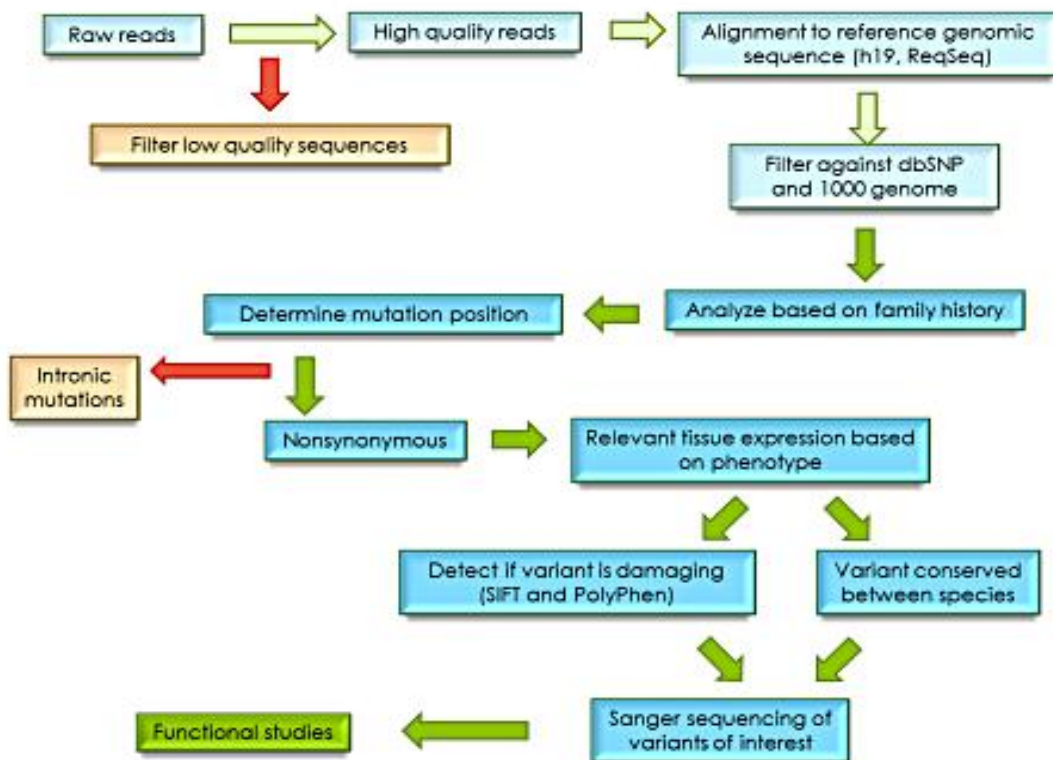 Raw reads
High quality reads
Alignment to reference genomic
sequence (h19, ReqSeq)
Filter low quality sequences
Filter against dbSNP
and 1000 genome
Determine mutation position
Analyze based on family history
Intronic
mutations
Nonsynonymous
Relevant tissue expression based
on phenotype
Detect if variant is damaging
(SIFT and PolyPhen)
Variant conserved
between species
Functional studies
Sanger sequencing of
variants of interest